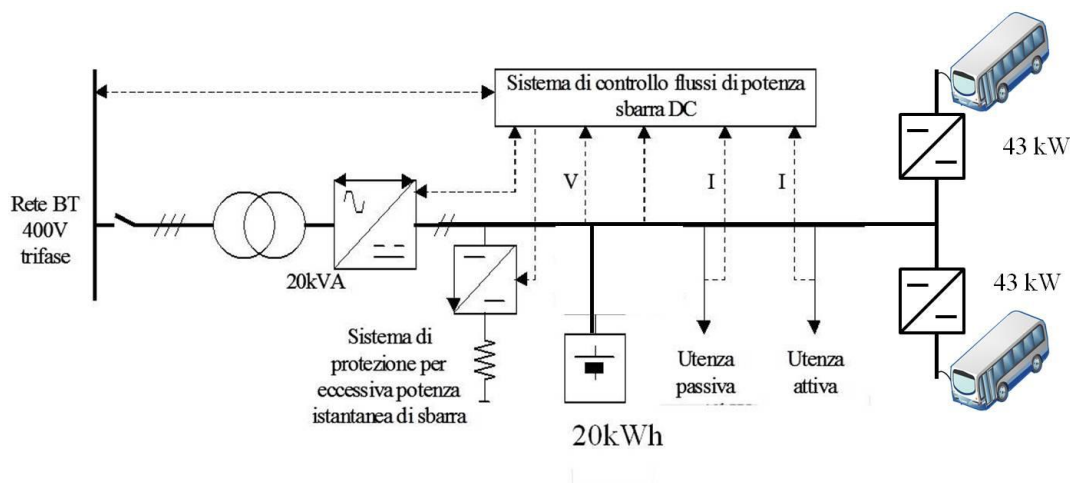 Sistema di controllo flussi di potenza
sbarra DC
43 kW
V
I
I
Rete BT
400V
trifase
20kVA
43 kW
Sistema di
protezione per
eccessiva potenza
istantanea di sbarra
Utenza
passiva
Utenza
attiva
20kWh